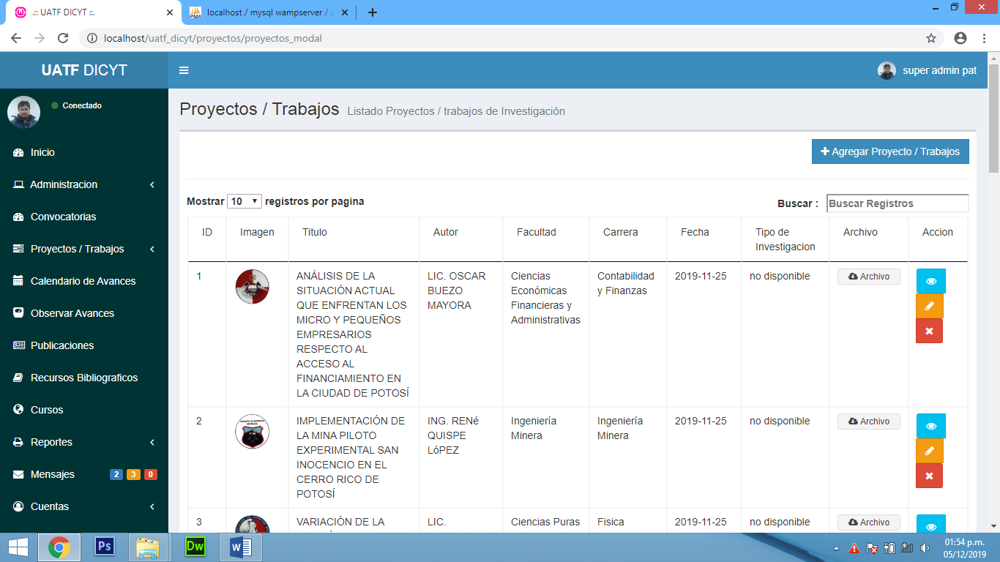 .:: UATF DICYT ::.
localhost / mysql wampserver / u
localhost/uatf_dicyt/proyectos/proyectos_modal
UATF DICYT
super admin pat
Conectado
Inicio
Administracion
Convocatorias
Proyectos / Trabajos
Calendario de Avances
Observar Avances
Publicaciones
Recursos Bibliograficos
Cursos
Reportes
Mensajes 2 3 0
Cuentas
Proyectos / Trabajos Listado Proyectos / trabajos de Investigación
Agregar Proyecto / Trabajos
Mostrar 10 registros por pagina
Buscar : Buscar Registros
ID Imagen Titulo Autor Facultad Carrera Fecha Tipo de Investigacion Archivo Accion
1
ANÁLISIS DE LA
SITUACIÓN ACTUAL
QUE ENFRENTAN LOS
MICRO Y PEQUEÑOS
EMPRESARIOS
RESPECTO AL
ACCESO AL
FINANCIAMIENTO EN
LA CIUDAD DE POTOSÍ
LIC. OSCAR
BUEZO
MAYORA
Ciencias
Económicas
Financieras y
Administrativas
Contabilidad
y Finanzas
2019-11-25
no disponible
Archivo
2
IMPLEMENTACIÓN DE
LA MINA PILOTO
EXPERIMENTAL SAN
INOCENCIO EN EL
CERRO RICO DE
POTOSÍ
ING. RENé
QUISPE
LóPEZ
Ingeniería
Minera
Ingeniería
Minera
2019-11-25
no disponible
Archivo
3
VARIACIÓN DE LA
LIC.
Ciencias Puras
Fisica
2019-11-25
no disponible
Archivo
Ps
Dw
W
01:54 p.m.
05/12/2019